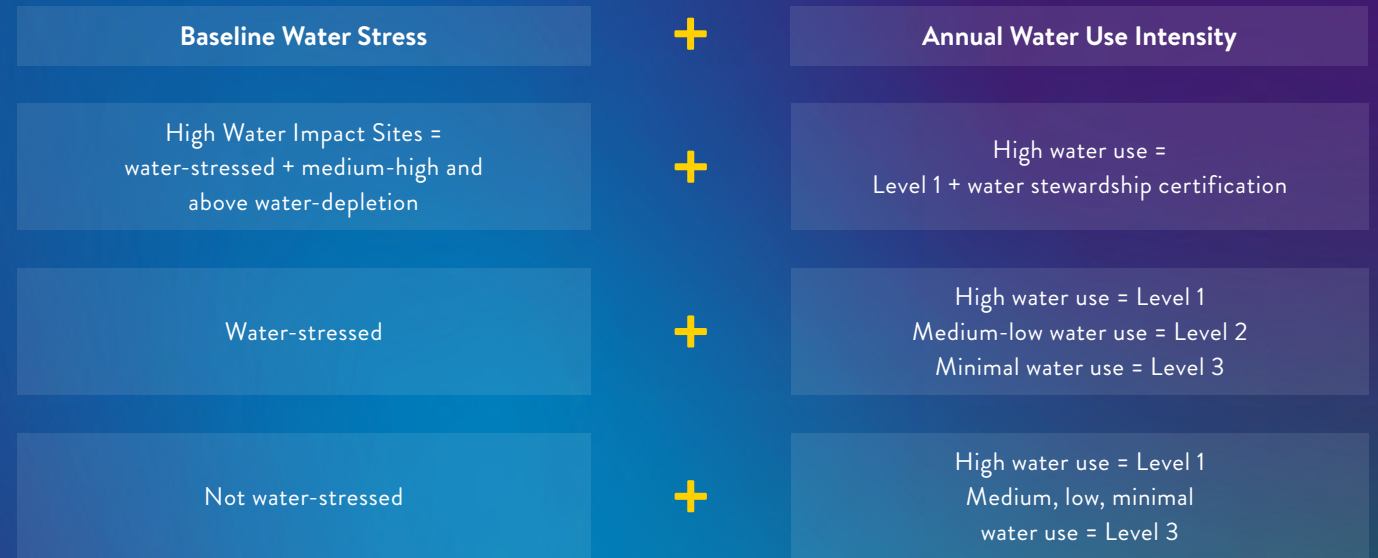 Baseline Water Stress
+
Annual Water Use Intensity
High Water Impact Sites =
water-stressed + medium-high and
above water-depletion
+
High water use =
Level 1 + water stewardship certification
Water-stressed
+
High water use = Level 1
Medium-low water use = Level 2
Minimal water use = Level 3
Not water-stressed
+
High water use = Level 1
Medium, low, minimal
water use = Level 3